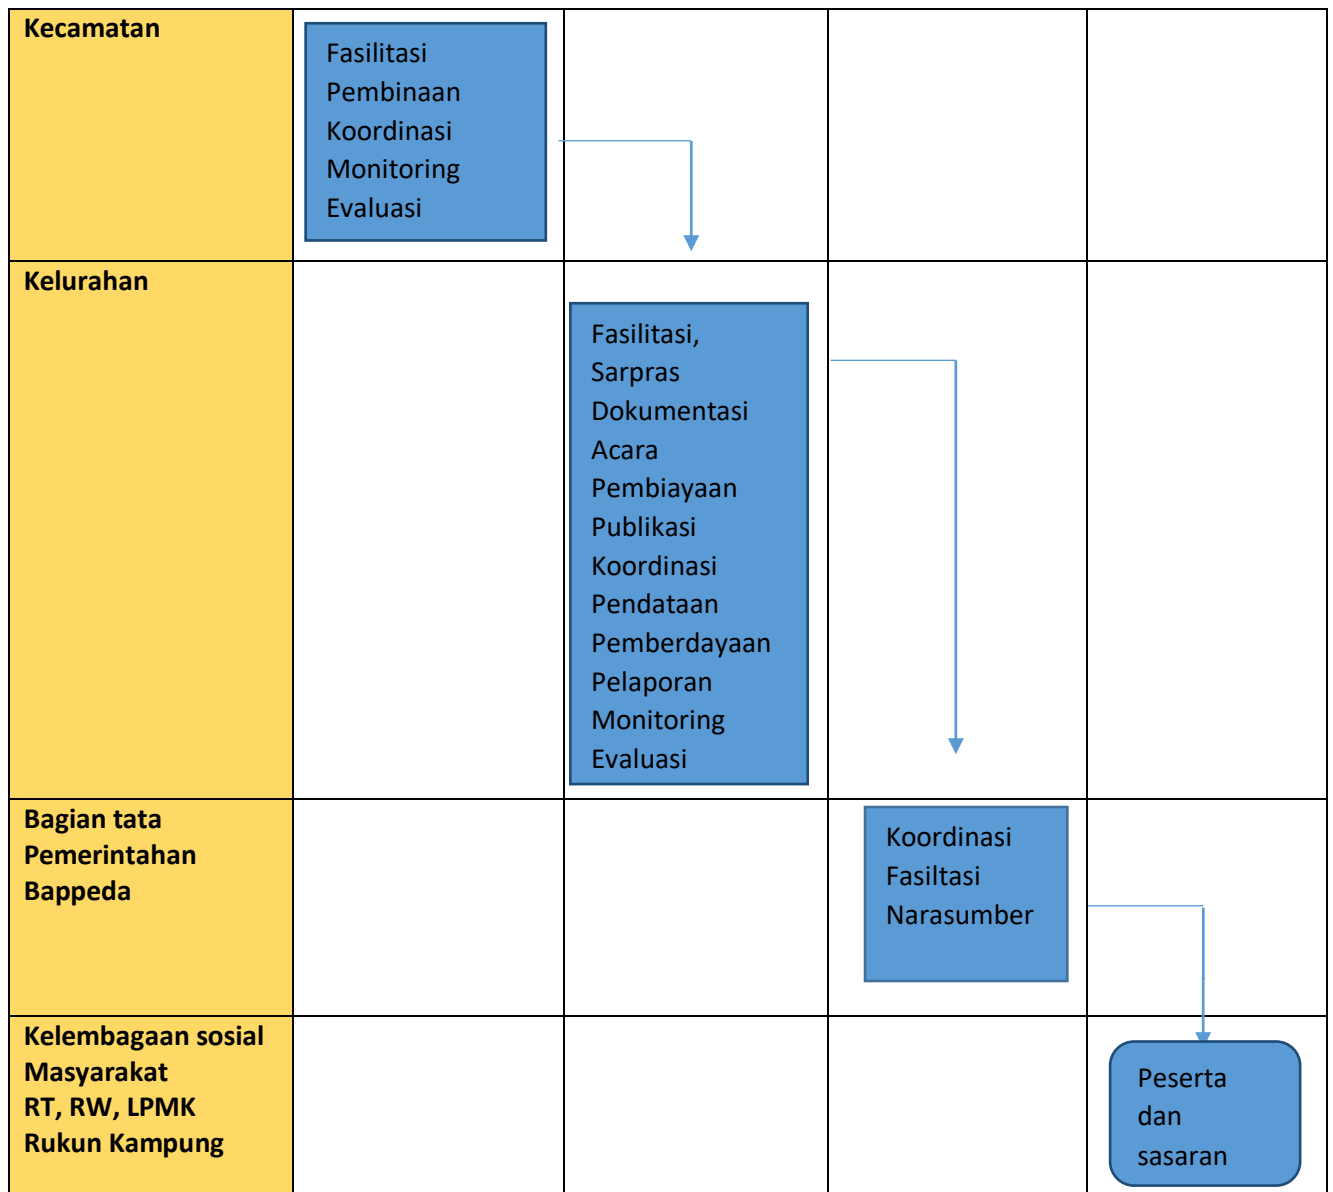 Kecamatan
Fasilitasi
Pembinaan
Koordinasi
Monitoring
Evaluasi
Kelurahan
Fasilitasi,
Sarpras
Dokumentasi
Acara
Pembiayaan
Publikasi
Koordinasi
Pendataan
Pemberdayaan
Pelaporan
Monitoring
Evaluasi
Bagian tata
Pemerintahan
Bappeda
Koordinasi
Fasiltasi
Narasumber
Kelembagaan sosial
Masyarakat
RT, RW, LPMK
Rukun Kampung
Peserta
dan
sasaran